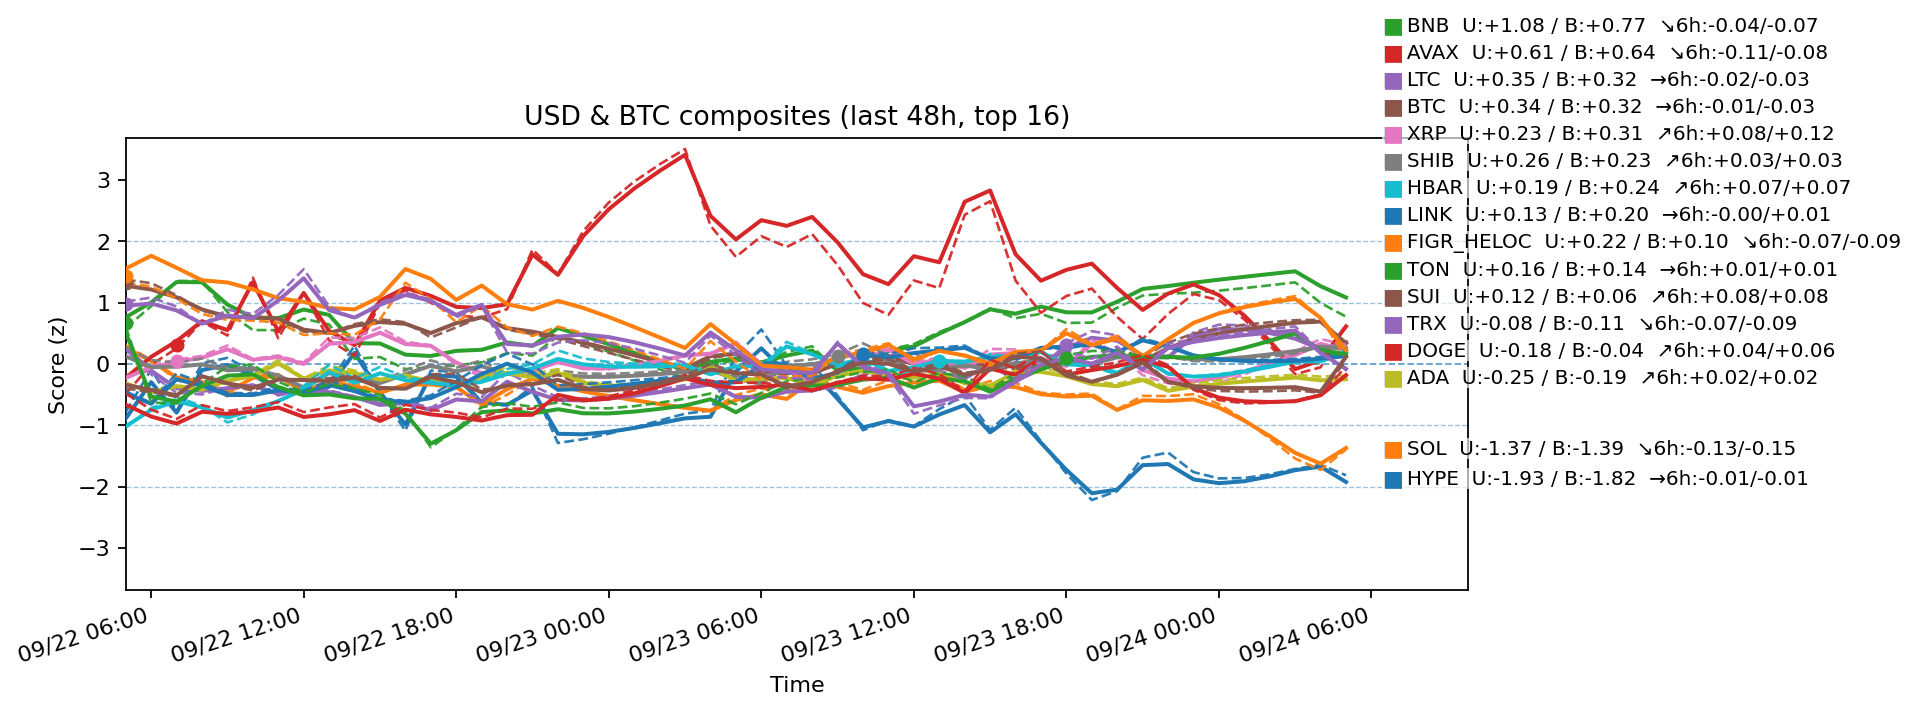 BNB  U:+1.08 / B:+0.77  ↘6h:-0.04/-0.07
AVAX  U:+0.61 / B:+0.64  ↘6h:-0.11/-0.08
LTC  U:+0.35 / B:+0.32  →6h:-0.02/-0.03
BTC  U:+0.34 / B:+0.32  →6h:-0.01/-0.03
XRP  U:+0.23 / B:+0.31  ↗6h:+0.08/+0.12
SHIB  U:+0.26 / B:+0.23  ↗6h:+0.03/+0.03
HBAR  U:+0.19 / B:+0.24  ↗6h:+0.07/+0.07
LINK  U:+0.13 / B:+0.20  →6h:-0.00/+0.01
FIGR_HELOC  U:+0.22 / B:+0.10  ↘6h:-0.07/-0.09
TON  U:+0.16 / B:+0.14  →6h:+0.01/+0.01
SUI  U:+0.12 / B:+0.06  ↗6h:+0.08/+0.08
TRX  U:-0.08 / B:-0.11  ↘6h:-0.07/-0.09
DOGE  U:-0.18 / B:-0.04  ↗6h:+0.04/+0.06
ADA  U:-0.25 / B:-0.19  ↗6h:+0.02/+0.02
SOL  U:-1.37 / B:-1.39  ↘6h:-0.13/-0.15
HYPE  U:-1.93 / B:-1.82  →6h:-0.01/-0.01
USD & BTC composites (last 48h, top 16)
Score (z)
3
2
1
0
−1
−2
−3
09/22 06:00
09/22 12:00
09/22 18:00
09/23 00:00
09/23 06:00
09/23 12:00
09/23 18:00
09/24 00:00
09/24 06:00
Time